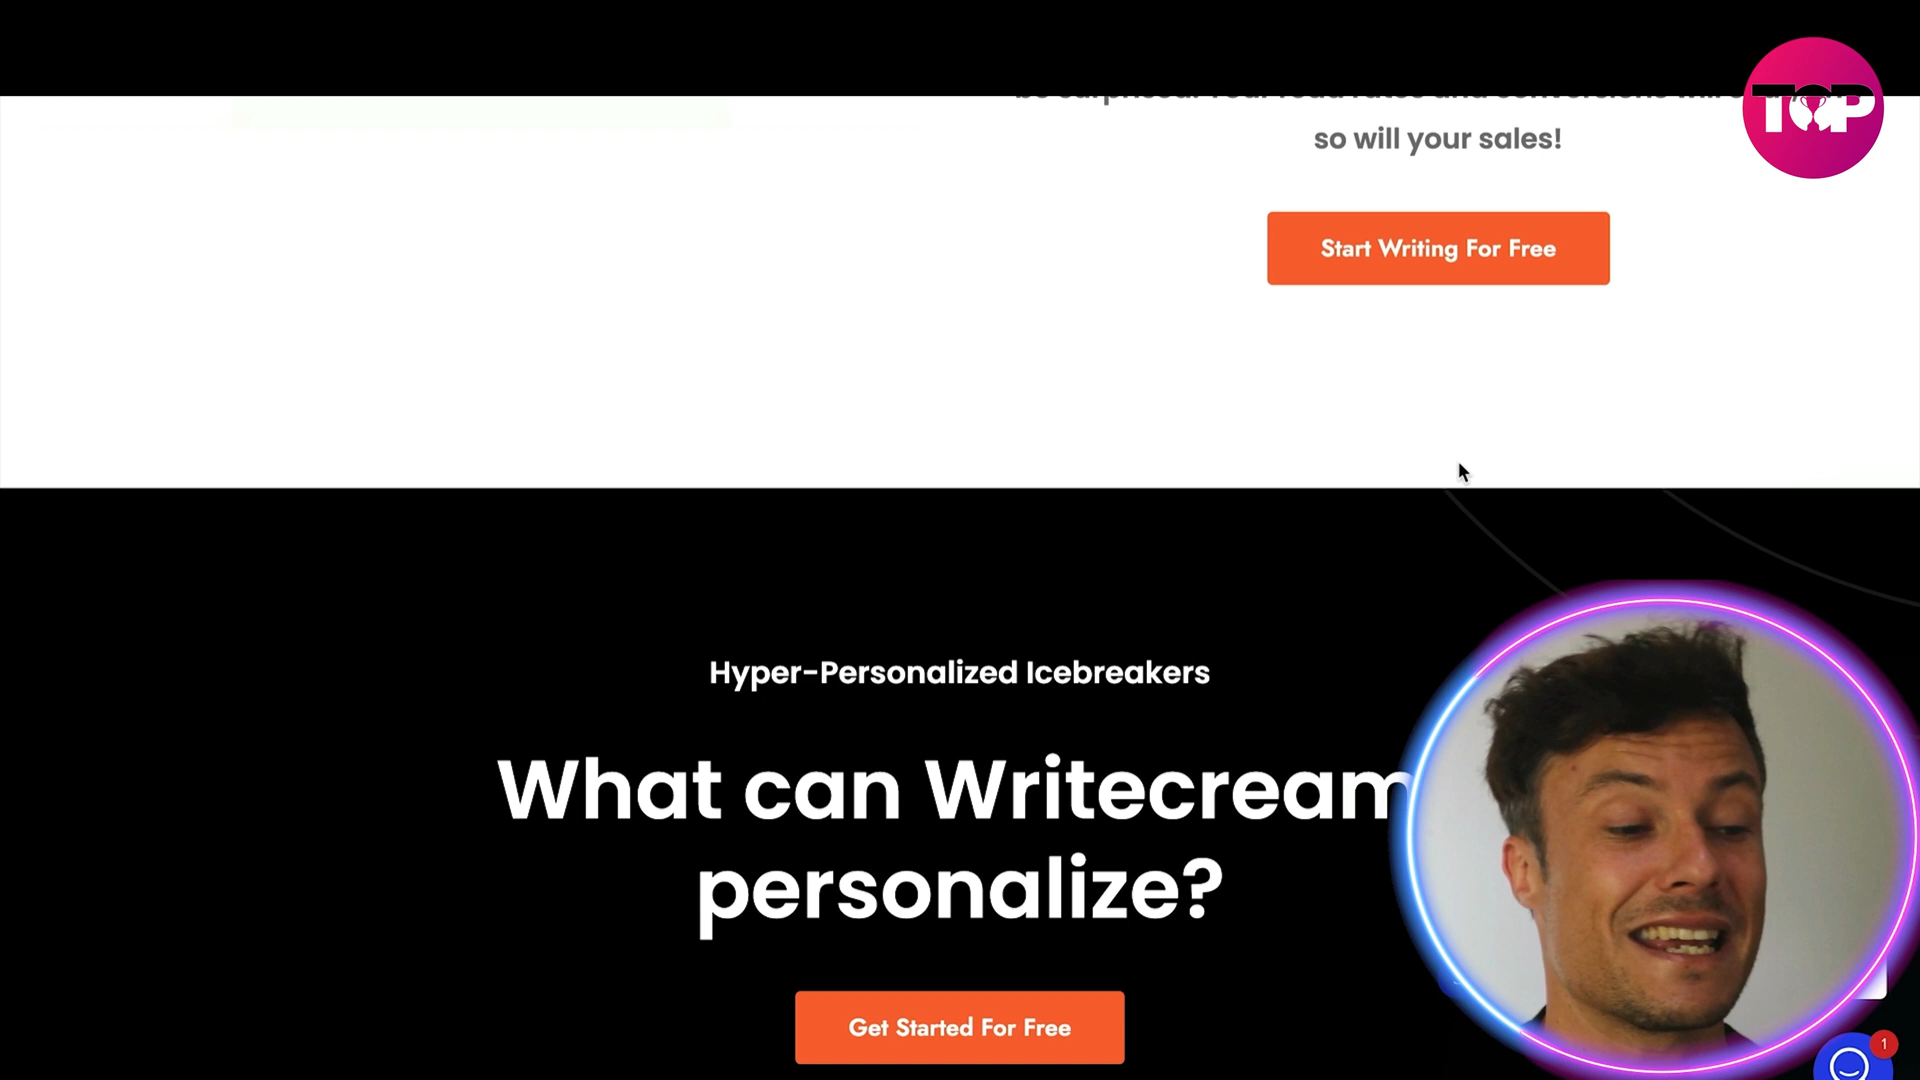 TOP
so will your sales!
Start Writing For Free
Hyper-Personalized Icebreakers
What can Writecream
personalize?
Get Started For Free
1